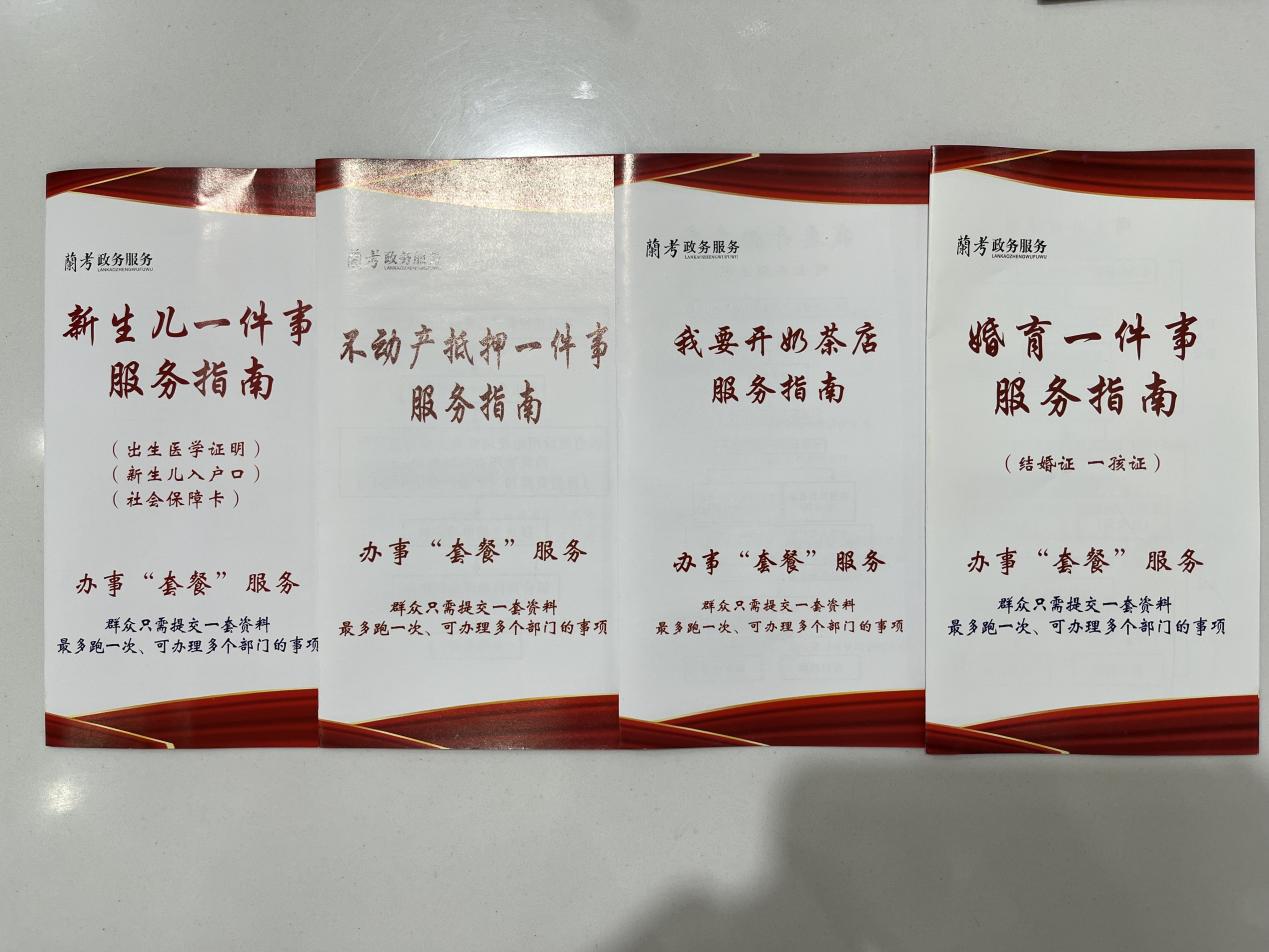 蘭考政务服务
LANKAOZHENGWUFUWU
新生儿一件事
服务指南
（出生医学证明）
（新生儿入户口）
（社会保障卡）
办事“套餐”服务
群众只需提交一套资料
最多跑一次、可办理多个部门的事项
蘭考政务服务
LANKAOZHENGWUFUWU
不动产抵押一件事
服务指南
办事“套餐”服务
群众只需提交一套资料
最多跑一次、可办理多个部门的事项
蘭考政务服务
LANKAOZHENGWUFUWU
我要开奶茶店
服务指南
办事“套餐”服务
群众只需提交一套资料
最多跑一次、可办理多个部门的事项
蘭考政务服务
LANKAOZHENGWUFUWU
婚育一件事
服务指南
（结婚证 一孩证）
办事“套餐”服务
群众只需提交一套资料
最多跑一次、可办理多个部门的事项